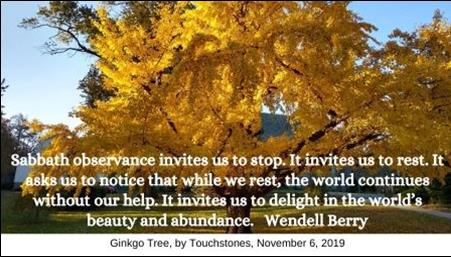 Sabbath observance invites us to stop. It invites us to rest. It
asks us to notice that while we rest, the world continues
without our help. It invites us to delight in the world's
beauty and abundance.   Wendell Berry
Ginkgo Tree, by Touchstones, November 6, 2019